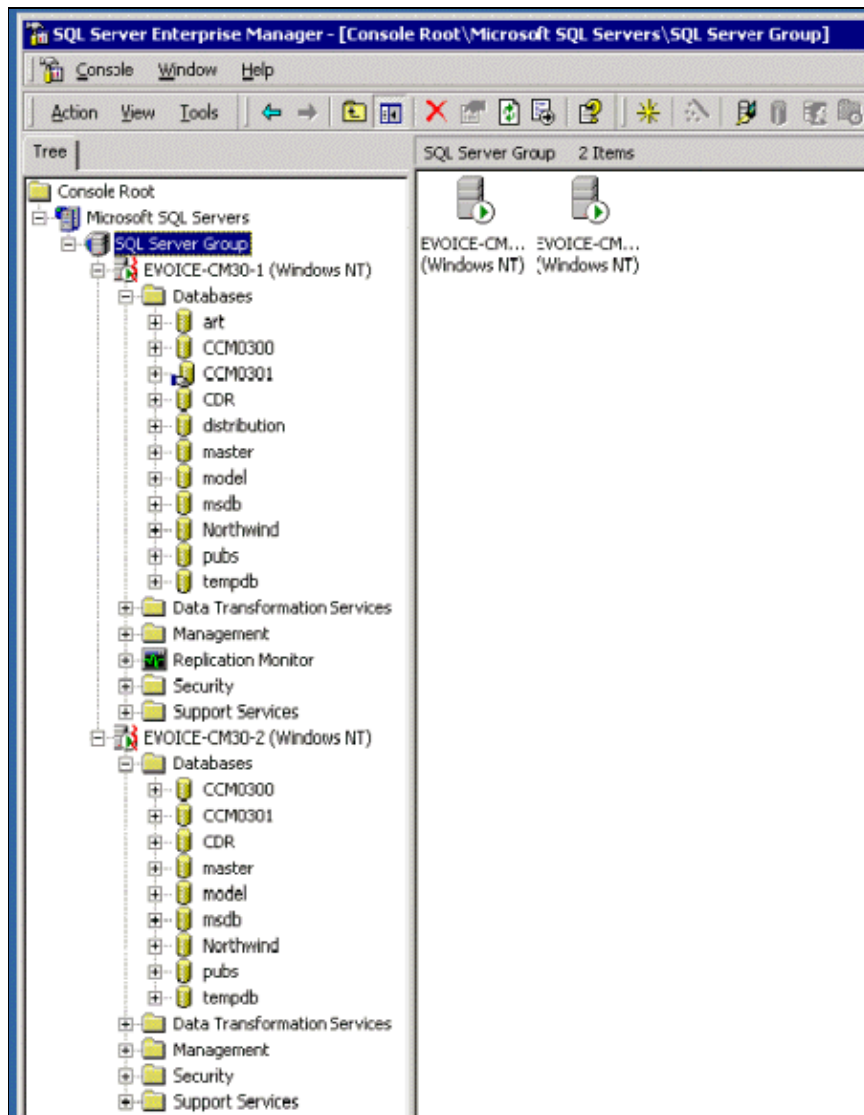 SQL Server Enterprise Manager - [Console Root\Microsoft SQL Servers\SQL Server Group]
Console Window Help
Action View Tools
Tree
SQL Server Group 2 Items
Console Root
Microsoft SQL Servers
SQL Server Group
EVOICE-CM30-1 (Windows NT)
Databases
art
CCM0300
CCM0301
CDR
distribution
master
model
msdb
Northwind
pubs
tempdb
Data Transformation Services
Management
Replication Monitor
Security
Support Services
EVOICE-CM30-2 (Windows NT)
Databases
CCM0300
CCM0301
CDR
master
model
msdb
Northwind
pubs
tempdb
Data Transformation Services
Management
Security
Support Services
EVOICE-CM...
(Windows NT)
EVOICE-CM...
(Windows NT)